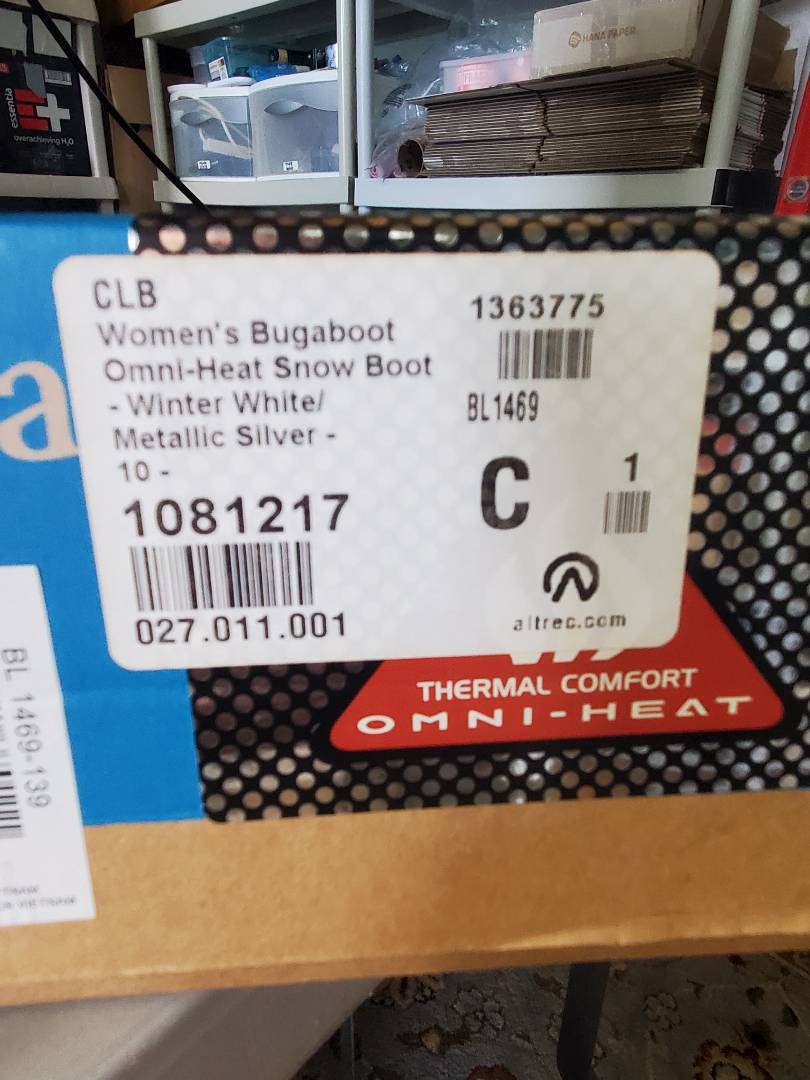 essentia
overachieving H₂O
HANA PAPER
a
CLB
Women's Bugaboot
Omni-Heat Snow Boot
- Winter White/
Metallic Silver -
10 -
1081217
027.011.001
1363775
BL1469
C
1
altrec.com
THERMAL COMFORT
OMNI-HEAT
BL 1469-139